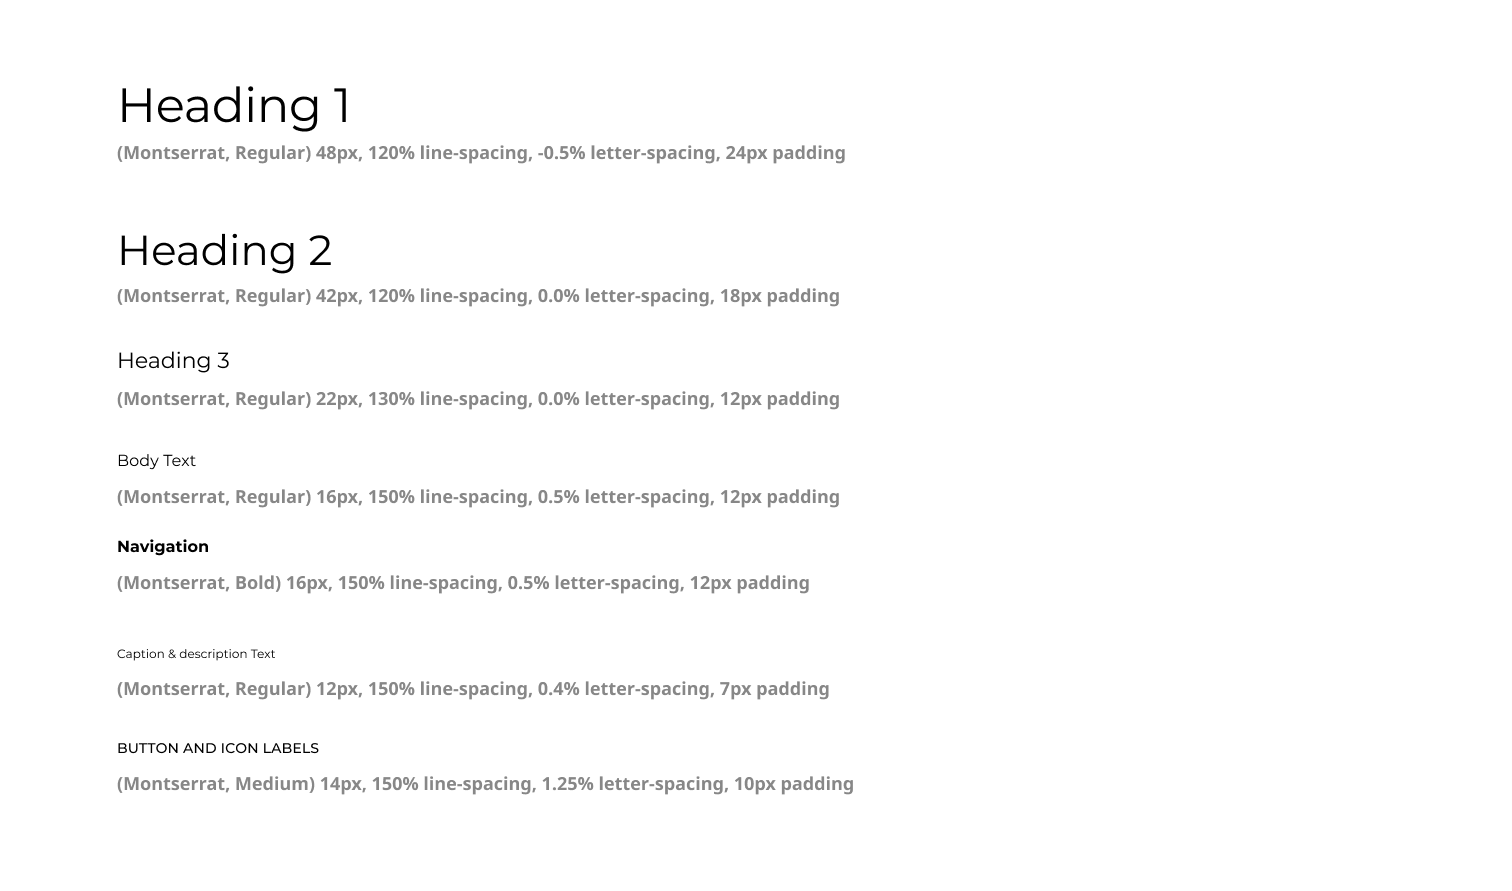 Heading 1
(Montserrat, Regular) 48px, 120% line-spacing, -0.5% letter-spacing, 24px padding
Heading 2
(Montserrat, Regular) 42px, 120% line-spacing, 0.0% letter-spacing, 18px padding
Heading 3
(Montserrat, Regular) 22px, 130% line-spacing, 0.0% letter-spacing, 12px padding
Body Text
(Montserrat, Regular) 16px, 150% line-spacing, 0.5% letter-spacing, 12px padding
Navigation
(Montserrat, Bold) 16px, 150% line-spacing, 0.5% letter-spacing, 12px padding
Caption & description Text
(Montserrat, Regular) 12px, 150% line-spacing, 0.4% letter-spacing, 7px padding
BUTTON AND ICON LABELS
(Montserrat, Medium) 14px, 150% line-spacing, 1.25% letter-spacing, 10px padding